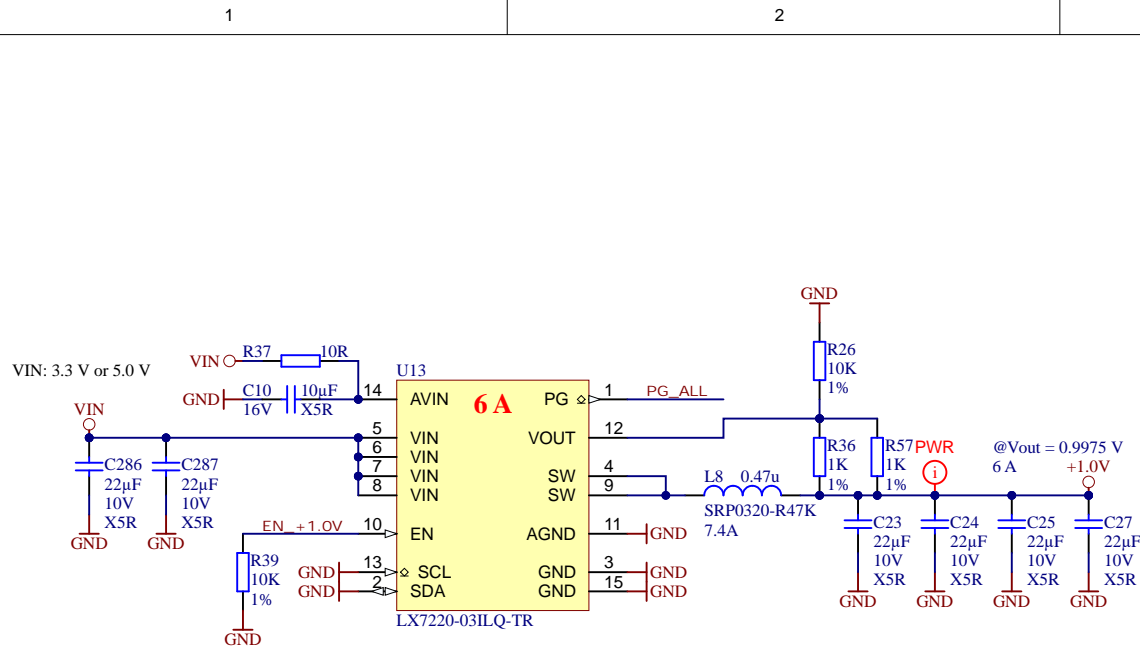 1
2
GND
R26
10K
1%
VIN: 3.3 V or 5.0 V
VIN
R37
10R
GND
C10
10µF
16V
X5R
U13
6 A
14
AVIN
PG
1
PG_ALL
VIN
5
VIN
6
VIN
7
VIN
8
VIN
VOUT
12
SW
4
SW
9
C286
22µF
10V
X5R
GND
C287
22µF
10V
X5R
GND
R36
1K
1%
R57
1K
1%
PWR
i
@Vout = 0.9975 V
6 A
+1.0V
L8
0.47u
SRP0320-R47K
7.4A
EN_+1.0V
10
EN
AGND
11
GND
R39
10K
1%
GND
GND
13
SCL
GND
3
GND
GND
2
SDA
GND
15
GND
LX7220-03ILQ-TR
C23
22µF
10V
X5R
GND
C24
22µF
10V
X5R
GND
C25
22µF
10V
X5R
GND
C27
22µF
10V
X5R
GND